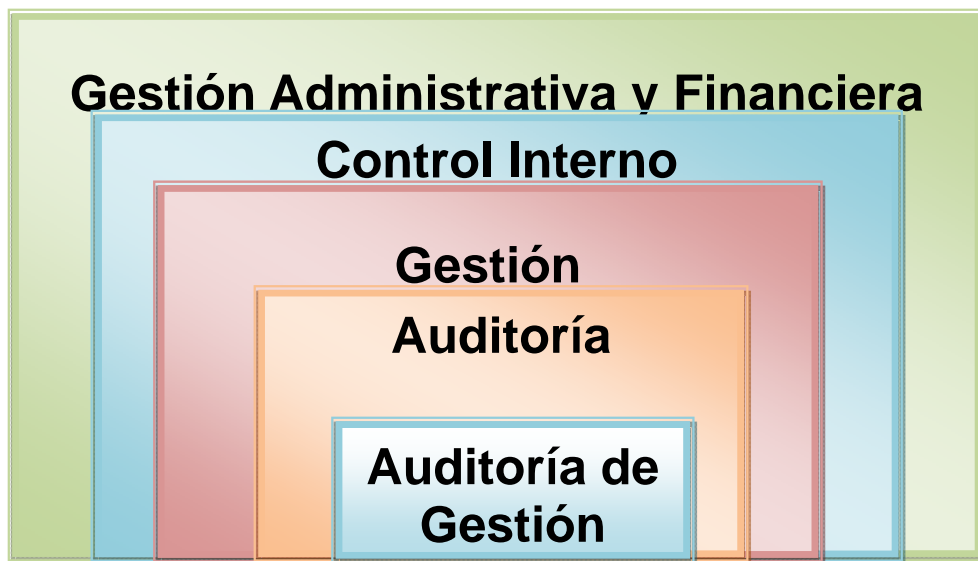 Gestión Administrativa y Financiera
Control Interno
Gestión
Auditoría
Auditoría de
Gestión